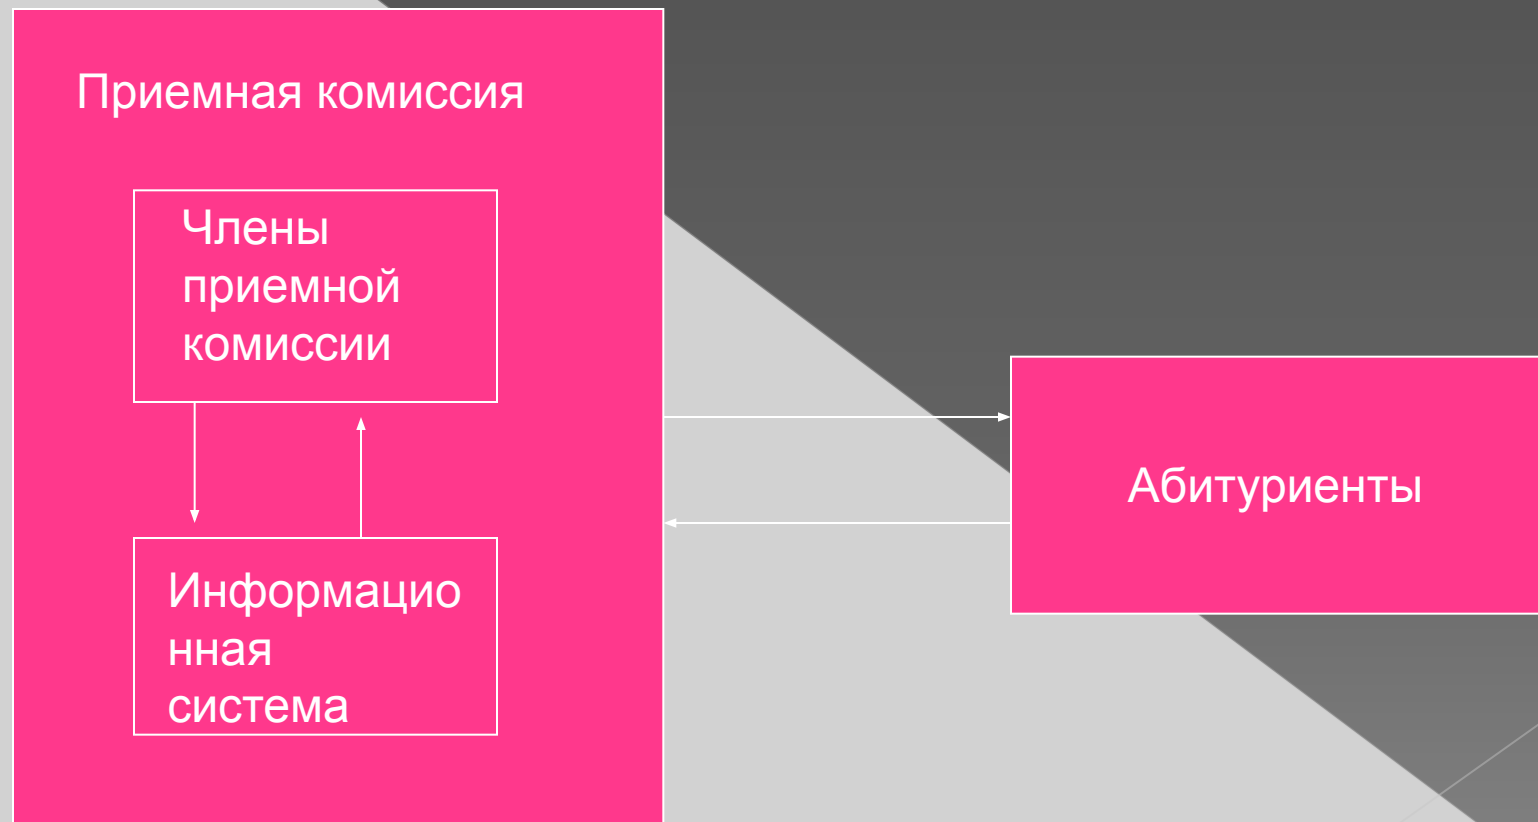 Приемная комиссия
Члены
приемной
комиссии
Информацио
нная
система
Абитуриенты